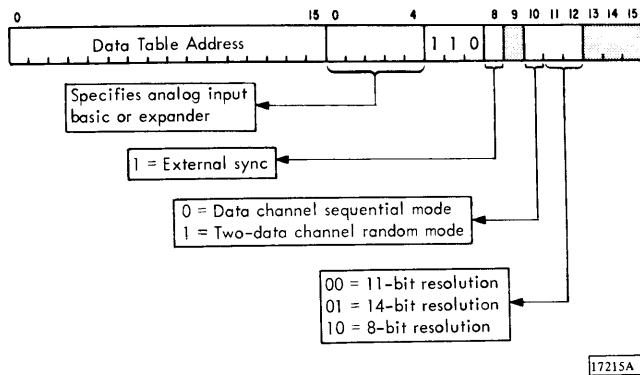 0 15 0 4 8 9 10 11 12 13 14 15
Data Table Address 1 1 0
Specifies analog input
basic or expander
1 = External sync
0 = Data channel sequential mode
1 = Two-data channel random mode
00 = 11-bit resolution
01 = 14-bit resolution
10 = 8-bit resolution
17215A